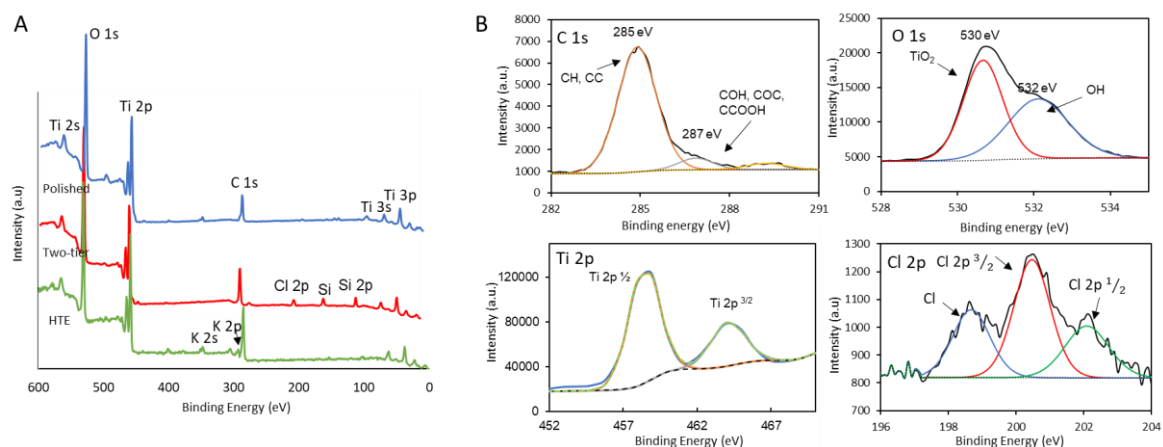 A
O 1s
Ti 2p
Ti 2s
Polished
C 1s
Ti 3s
Ti 3p
Two-tier
Cl 2p
Si
Si 2p
HTE
K 2s
K 2p
Intensity (a.u)
600 500 400 300 200 100 0
Binding Energy (eV)
B
C 1s
285 eV
CH, CC
COH, COC,
CCOOH
287 eV
Intensity (a.u.)
8000
7000
6000
5000
4000
3000
2000
1000
0
282 285 288 291
Binding energy (eV)
O 1s
530 eV
TiO2
532 eV
OH
Intensity (a.u.)
25000
20000
15000
10000
5000
0
528 530 532 534
Binding Energy (eV)
Ti 2p
Ti 2p ½
Ti 2p 3/2
Intensity (a.u.)
120000
80000
40000
0
452 457 462 467
Binding Energy (eV)
Cl 2p
Cl 2p 3/2
Cl 2p 1/2
Cl
Intensity (a.u)
1300
1200
1100
1000
900
800
700
196 198 200 202 204
Binding Energy (eV)